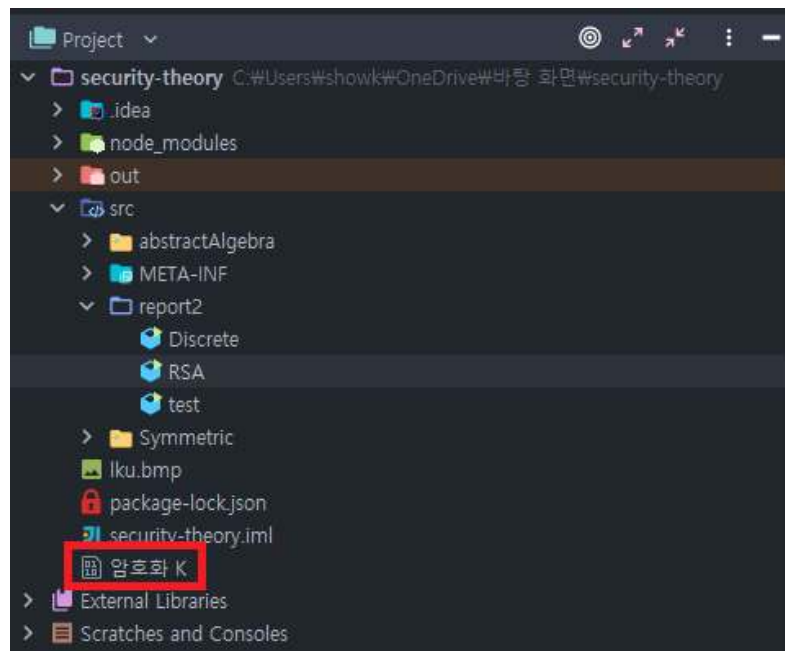 Project
security-theory C:₩Users₩showk₩OneDrive₩바탕 화면₩security-theory
.idea
node_modules
out
src
abstractAlgebra
META-INF
report2
Discrete
RSA
test
Symmetric
lku.bmp
package-lock.json
security-theory.iml
암호화 K
External Libraries
Scratches and Consoles